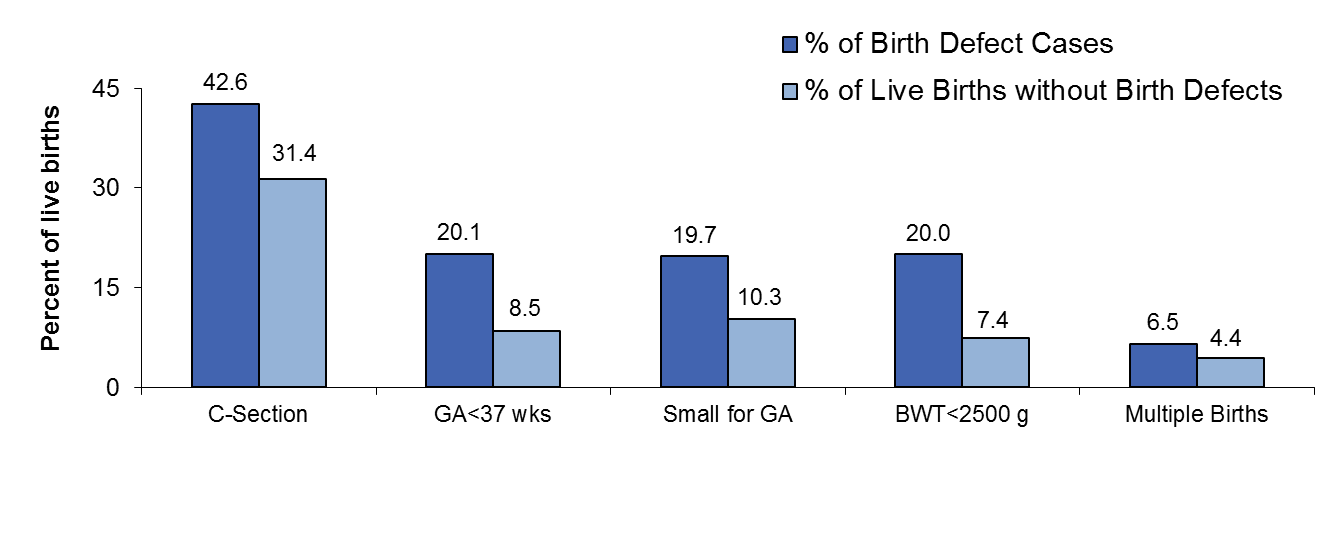 % of Birth Defect Cases
% of Live Births without Birth Defects
Percent of live births
45
30
15
0
42.6
31.4
20.1
8.5
19.7
10.3
20.0
7.4
6.5
4.4
C-Section
GA<37 wks
Small for GA
BWT<2500 g
Multiple Births